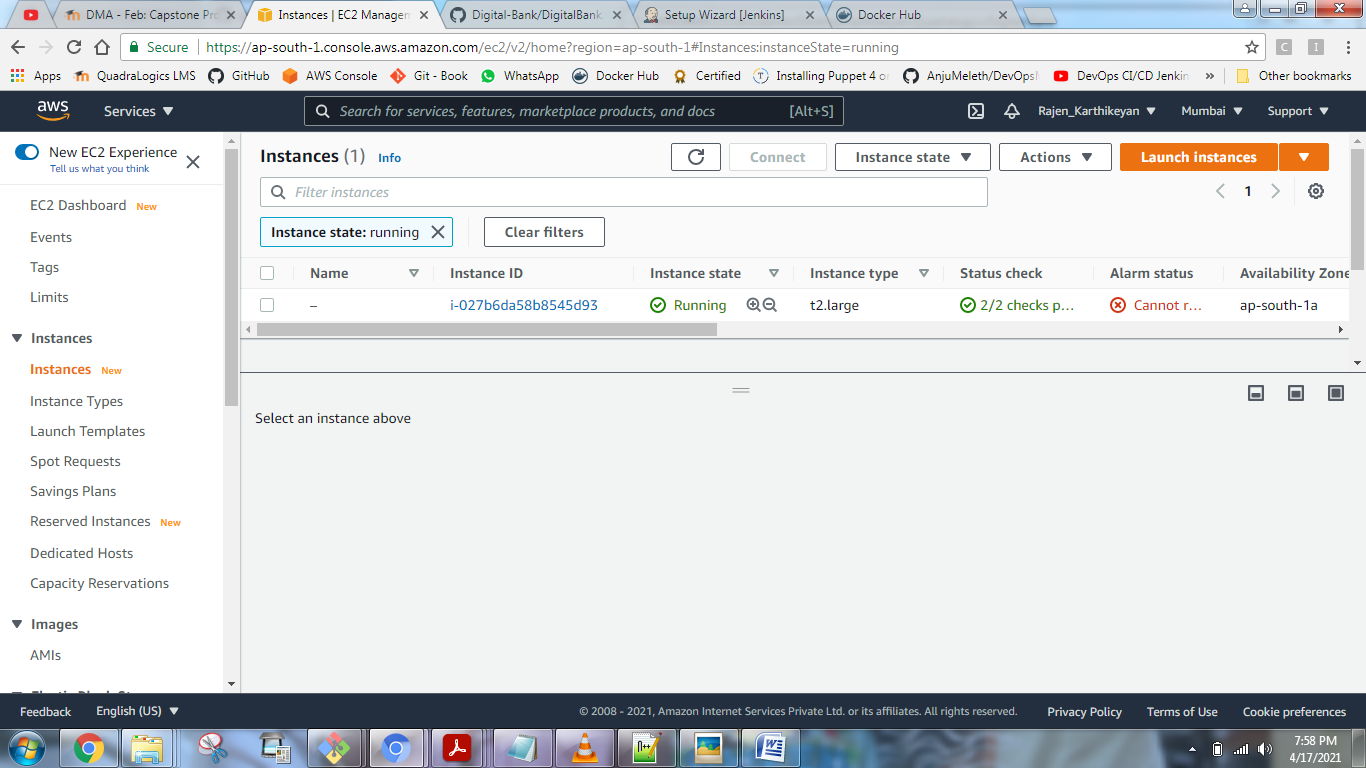 DMA - Feb: Capstone Pro
Instances | EC2 Managem
Digital-Bank/DigitalBank
Setup Wizard [Jenkins]
Docker Hub
Secure
https://ap-south-1.console.aws.amazon.com/ec2/v2/home?region=ap-south-1#Instances:instanceState=running
C
I
Apps
QuadraLogics LMS
GitHub
AWS Console
Git - Book
WhatsApp
Docker Hub
Certified
Installing Puppet 4 o
AnjuMeleth/DevOps
DevOps CI/CD Jenkin
»
Other bookmarks
aws
Services
Search for services, features, marketplace products, and docs [Alt+S]
Rajen_Karthikeyan
Mumbai
Support
New EC2 Experience
Tell us what you think
EC2 Dashboard New
Events
Tags
Limits
Instances
Instances New
Instance Types
Launch Templates
Spot Requests
Savings Plans
Reserved Instances New
Dedicated Hosts
Capacity Reservations
Images
AMIs
Instances (1) Info
Connect
Instance state
Actions
Launch instances
Filter instances
1
Instance state: running
Clear filters
Name Instance ID Instance state Instance type Status check Alarm status Availability Zone
– i-027b6da58b8545d93 Running t2.large 2/2 checks p… Cannot r… ap-south-1a
Select an instance above
Feedback English (US) © 2008 - 2021, Amazon Internet Services Private Ltd. or its affiliates. All rights reserved. Privacy Policy Terms of Use Cookie preferences
7:58 PM
4/17/2021